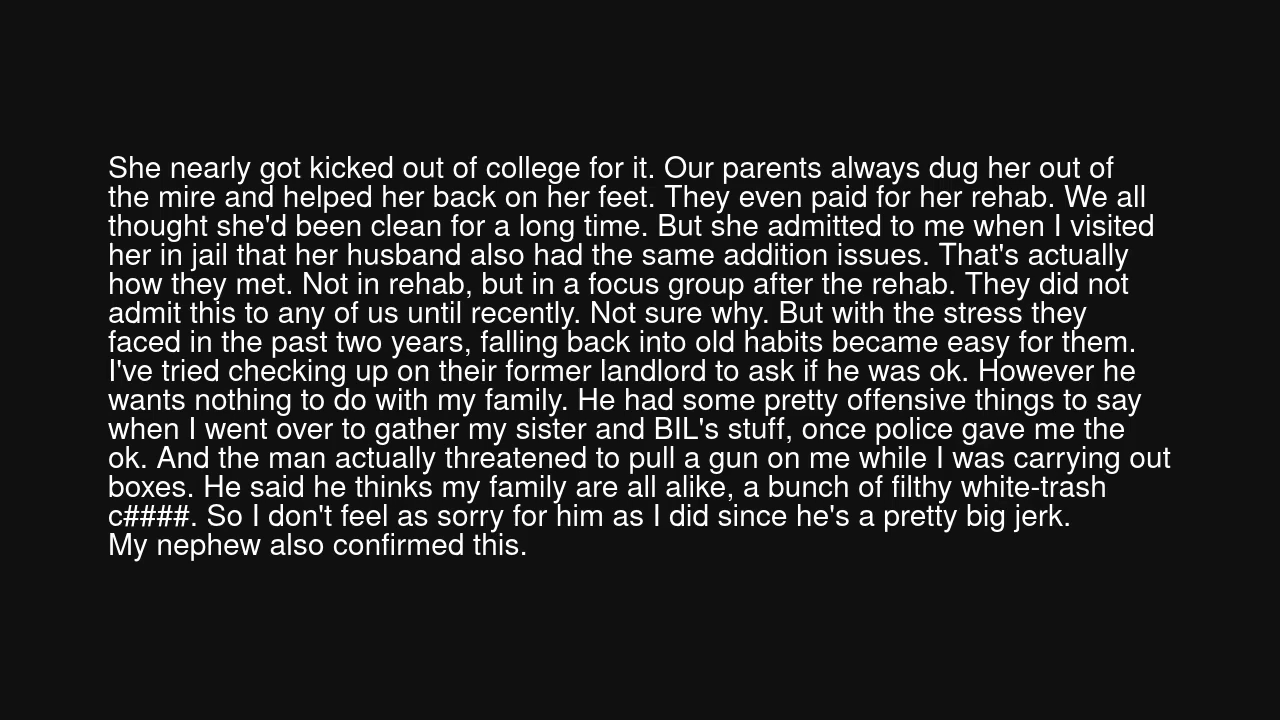 She nearly got kicked out of college for it. Our parents always dug her out of
the mire and helped her back on her feet. They even paid for her rehab. We all
thought she'd been clean for a long time. But she admitted to me when I visited
her in jail that her husband also had the same addition issues. That's actually
how they met. Not in rehab, but in a focus group after the rehab. They did not
admit this to any of us until recently. Not sure why. But with the stress they
faced in the past two years, falling back into old habits became easy for them.
I've tried checking up on their former landlord to ask if he was ok. However he
wants nothing to do with my family. He had some pretty offensive things to say
when I went over to gather my sister and BIL's stuff, once police gave me the
ok. And the man actually threatened to pull a gun on me while I was carrying out
boxes. He said he thinks my family are all alike, a bunch of filthy white-trash
c####. So I don't feel as sorry for him as I did since he's a pretty big jerk.
My nephew also confirmed this.